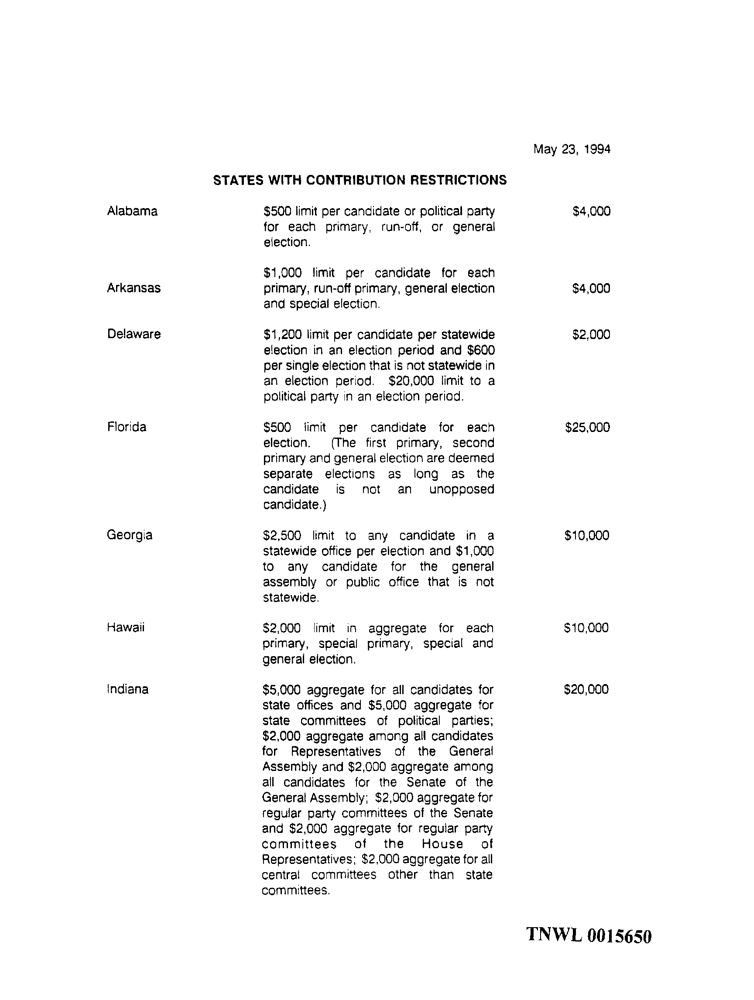 May 23, 1994
STATES WITH CONTRIBUTION RESTRICTIONS
Alabama $500 limit per candidate or political party $4,000
for each primary, run-off, or general
election.
$1,000 limit per candidate for each
Arkansas primary, run-off primary, general election $4,000
and special election.
Delaware $1,200 limit per candidate per statewide $2,000
election in an election period and $600
per single election that is not statewide in
an election period. $20,000 limit to a
political party in an election period.
Florida $500 limit per candidate for each $25,000
election. (The first primary, second
primary and general election are deemed
separate elections as long as the
candidate is not an unopposed
candidate.)
Georgia $2,500 limit to any candidate in a $10,000
statewide office per election and $1,000
to any candidate for the general
assembly or public office that is not
statewide.
Hawaii $2,000 limit in aggregate for each $10,000
primary, special primary, special and
general election.
Indiana $5,000 aggregate for all candidates for $20,000
state offices and $5,000 aggregate for
state committees of political parties;
$2,000 aggregate among all candidates
for Representatives of the General
Assembly and $2,000 aggregate among
all candidates for the Senate of the
General Assembly; $2,000 aggregate for
regular party committees of the Senate
and $2,000 aggregate for regular party
committees of the House of
Representatives; $2,000 aggregate for all
central committees other than state
committees.
TNWL 0015650